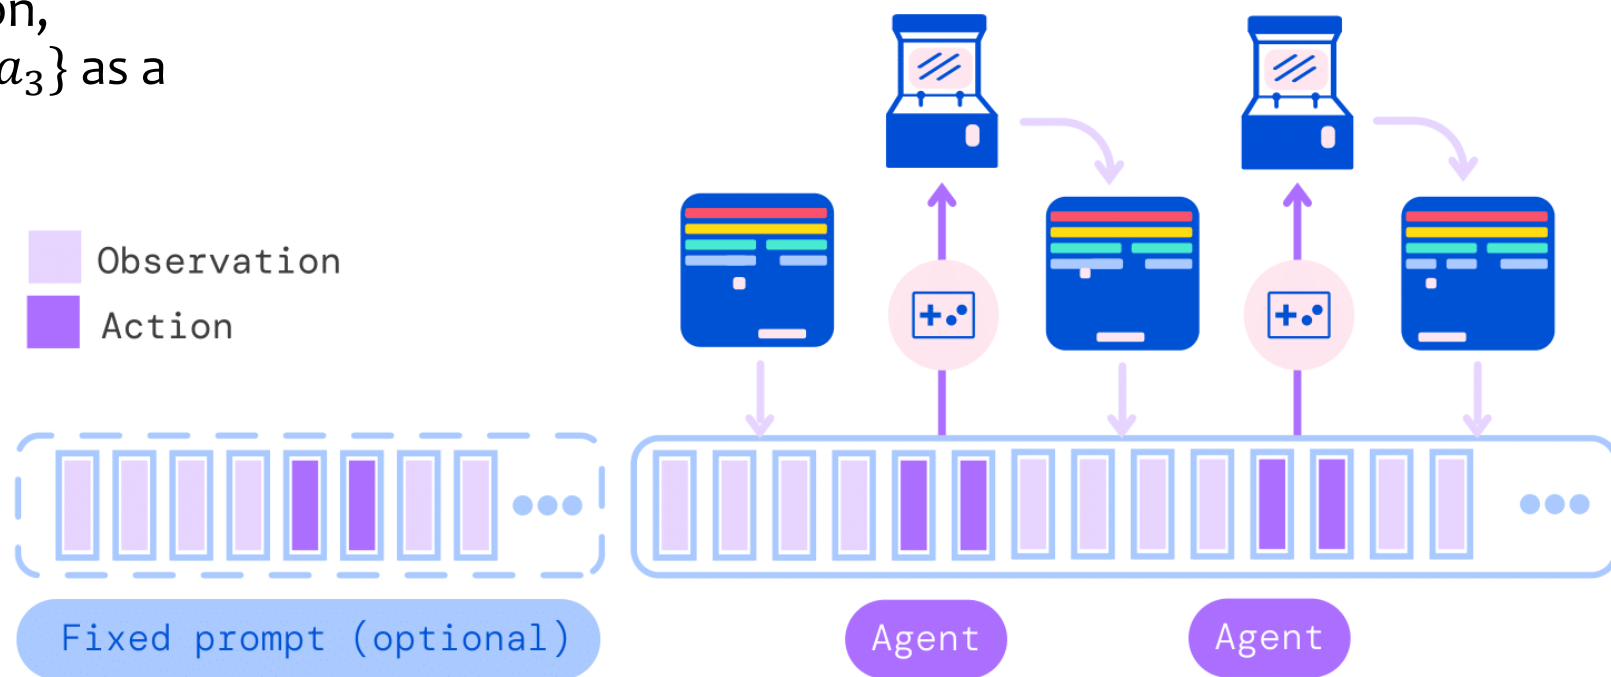 on,
a₃} as a
Observation
Action
Fixed prompt (optional)
Agent
Agent